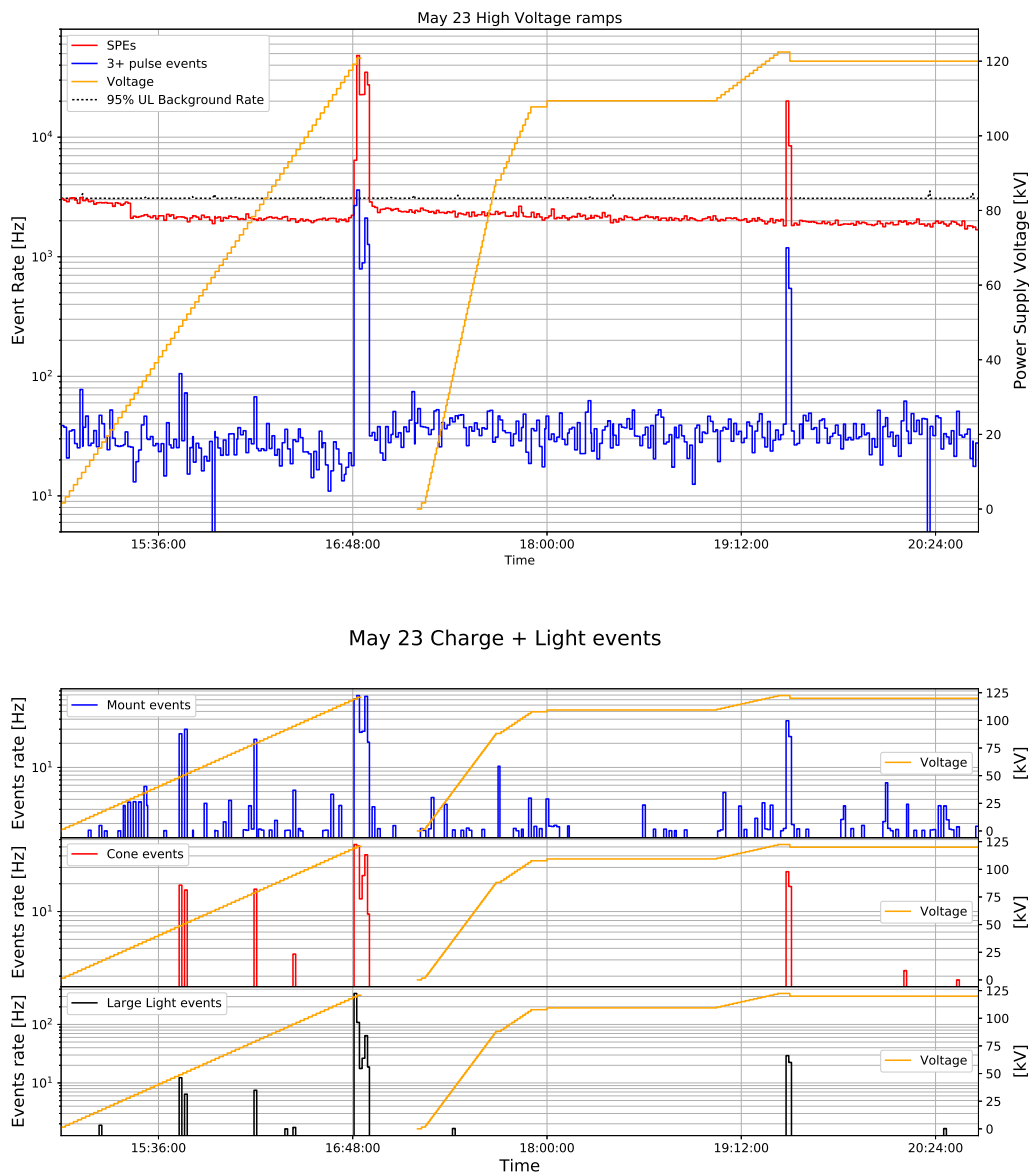 May 23 High Voltage ramps
SPEs
3+ pulse events
Voltage
95% UL Background Rate
Event Rate [Hz]
10^4
10^3
10^2
10^1
Power Supply Voltage [kV]
120
100
80
60
40
20
0
15:36:00 16:48:00 18:00:00 19:12:00 20:24:00
Time
May 23 Charge + Light events
Events rate [Hz]
10^1
Mount events
Voltage
125
100
75
50
25
0
[kV]
Events rate [Hz]
10^1
Cone events
Voltage
125
100
75
50
25
0
[kV]
Events rate [Hz]
10^2
10^1
Large Light events
Voltage
125
100
75
50
25
0
[kV]
15:36:00 16:48:00 18:00:00 19:12:00 20:24:00
Time